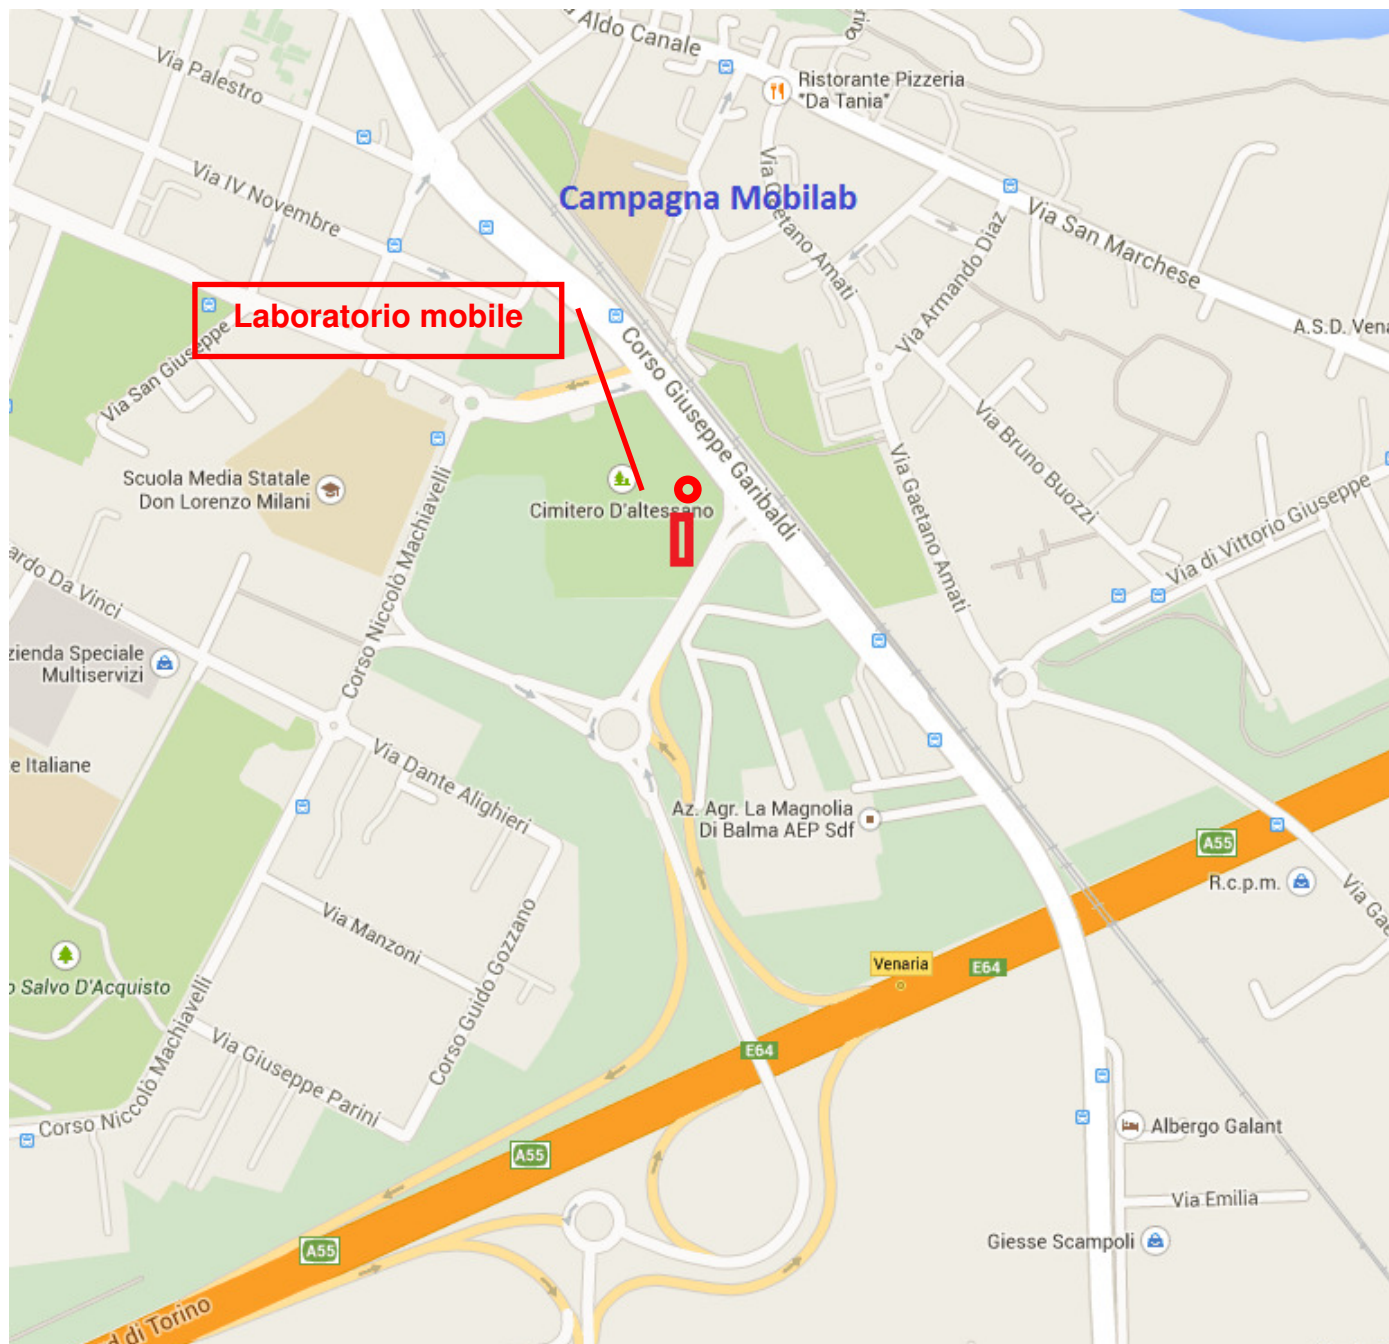 Aldo Canale
Via Palestro
Ristorante Pizzeria
"Da Tania"
Via IV Novembre
Campagna Mobilab
Via Gaetano Amati
Via San Marchese
Via Armando Diaz
Laboratorio mobile
A.S.D. Vena
Via San Giuseppe
Corso Giuseppe Garibaldi
Via Bruno Buozzi
Scuola Media Statale
Don Lorenzo Milani
Cimitero D'altessano
Via Gaetano Amati
Via di Vittorio Giuseppe
Corso Niccolò Machiavelli
ardo Da Vinci
zienda Speciale
Multiservizi
e Italiane
Via Dante Alighieri
Az. Agr. La Magnolia
Di Balma AEP Sdf
A55
R.c.p.m.
Via Gae
Via Manzoni
Corso Guido Gozzano
Venaria
E64
o Salvo D'Acquisto
Corso Niccolò Machiavelli
Via Giuseppe Parini
E64
Albergo Galant
A55
Via Emilia
Giesse Scampoli
A55
d di Torino